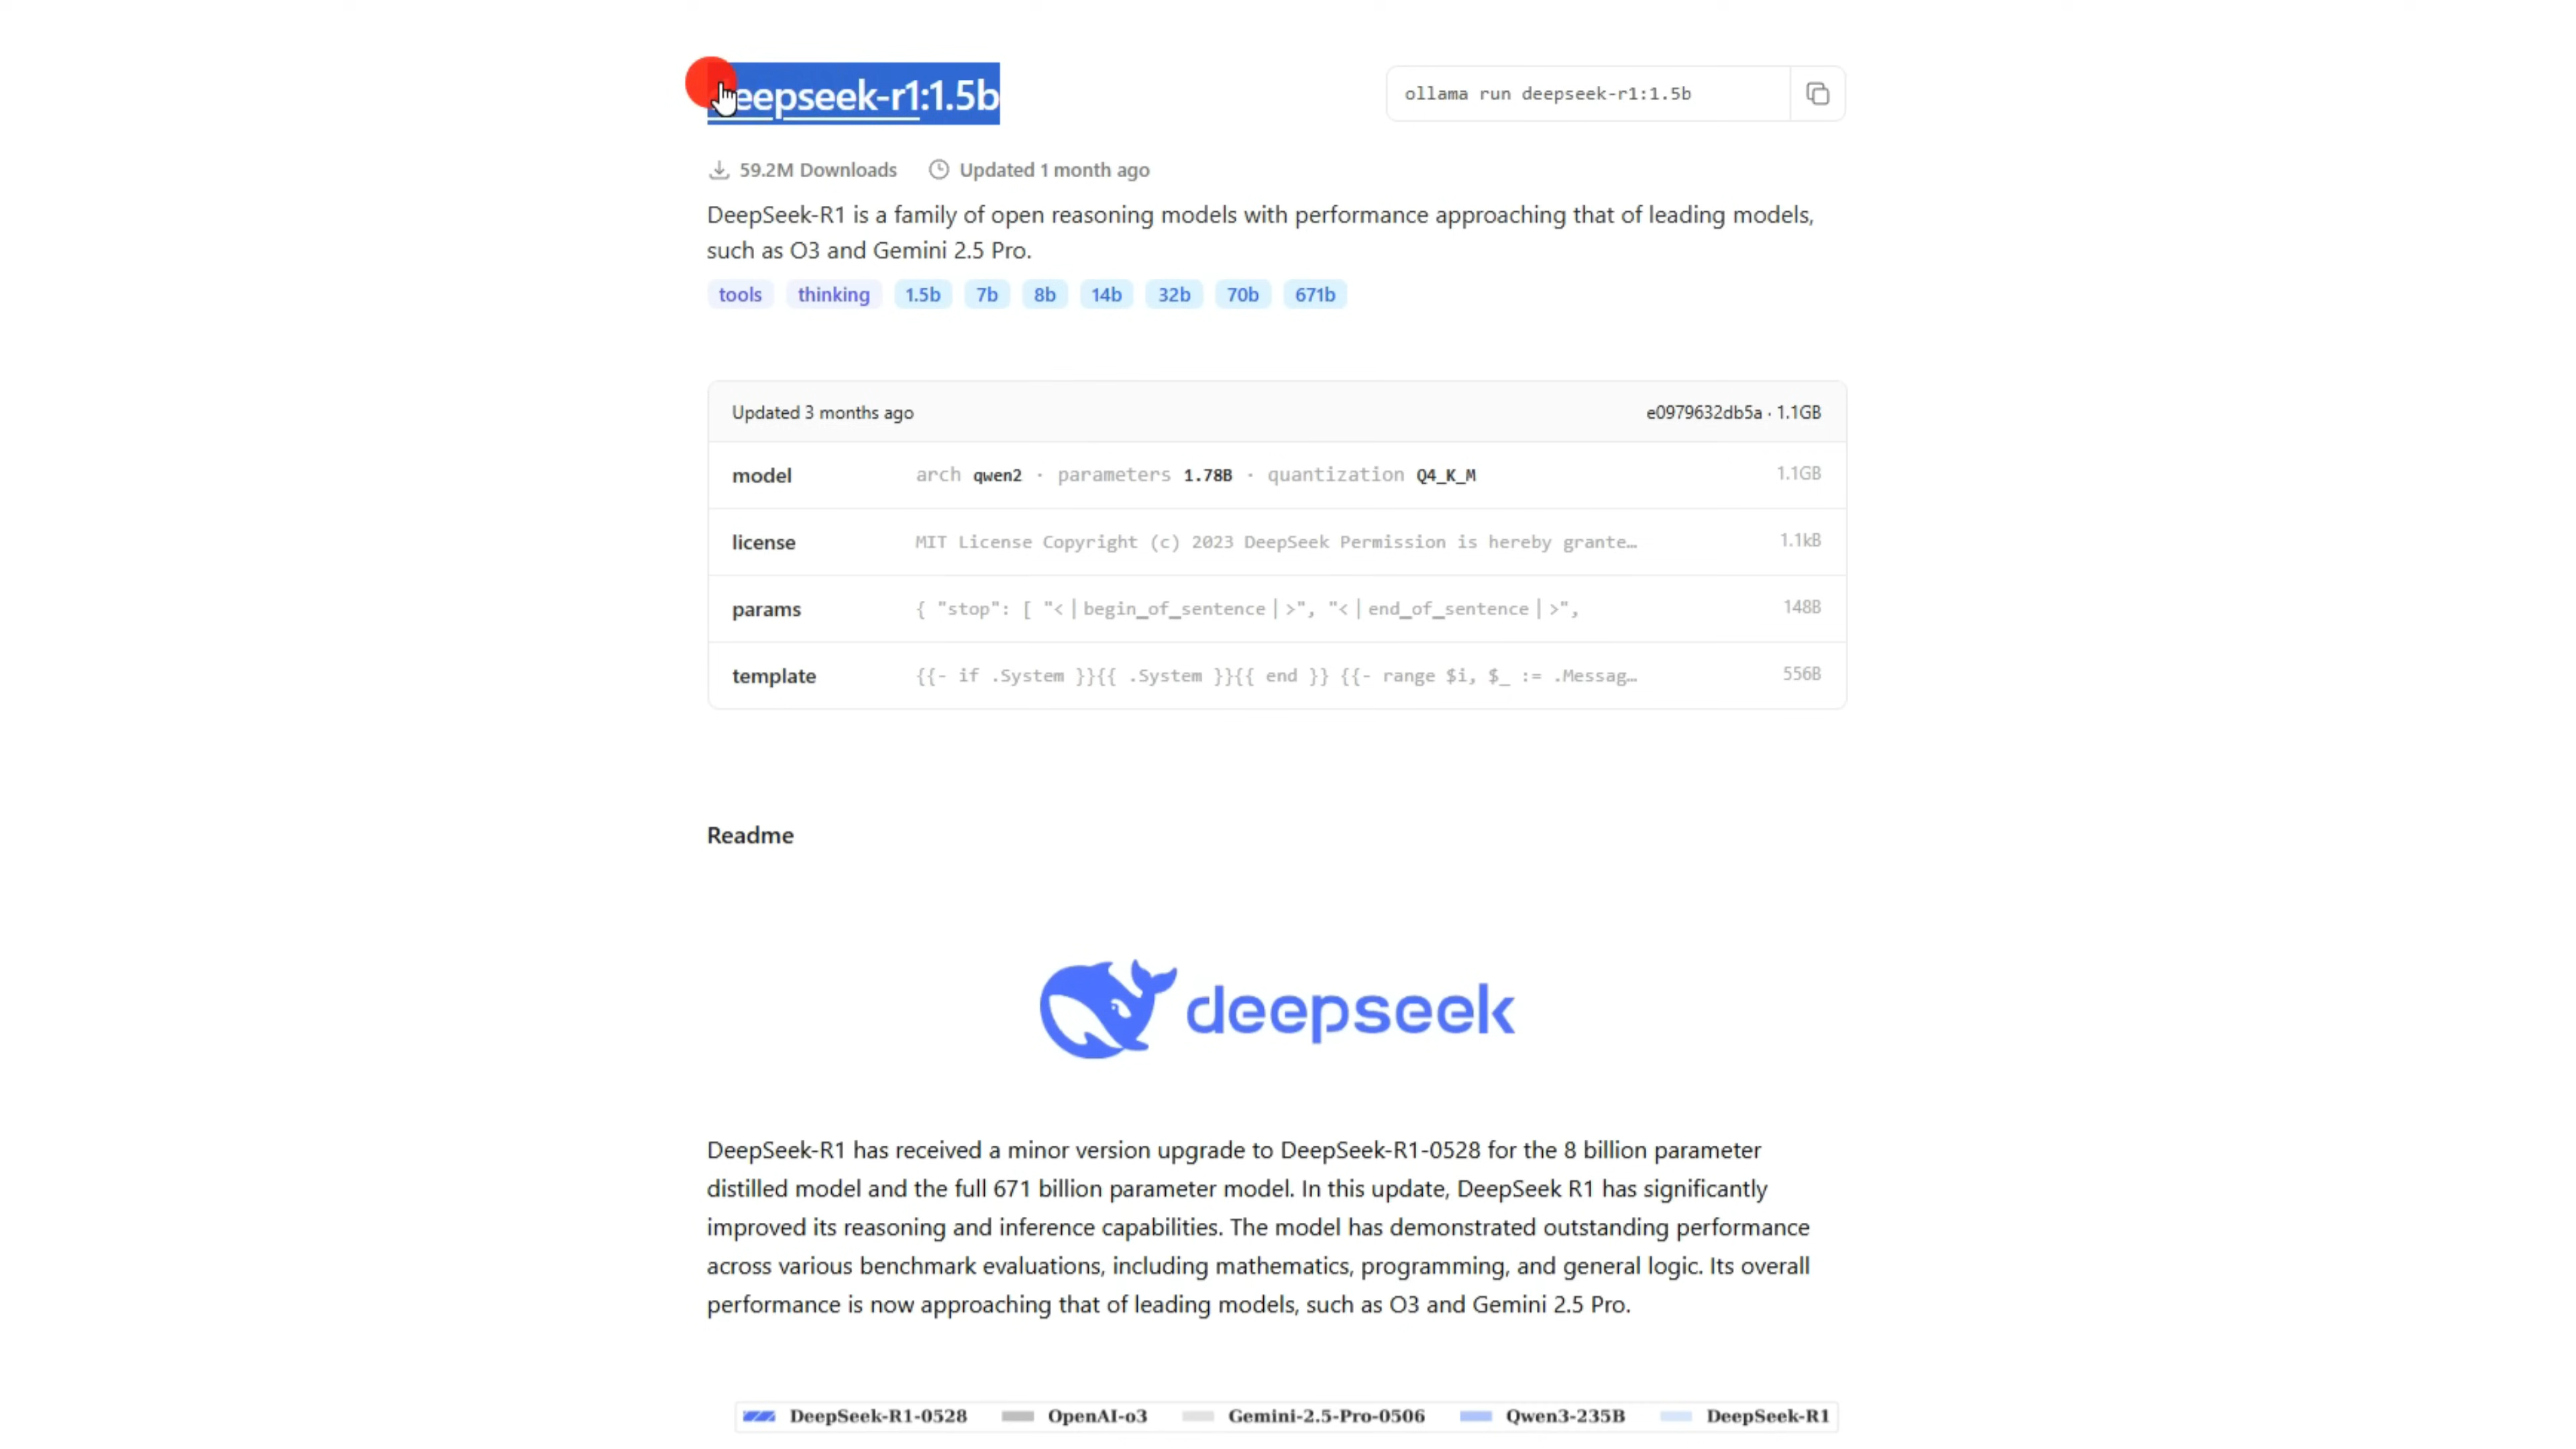 deepseek-r1:1.5b
ollama run deepseek-r1:1.5b
59.2M Downloads Updated 1 month ago
DeepSeek-R1 is a family of open reasoning models with performance approaching that of leading models,
such as O3 and Gemini 2.5 Pro.
tools thinking 1.5b 7b 8b 14b 32b 70b 671b
Updated 3 months ago e0979632db5a · 1.1GB
model arch qwen2 · parameters 1.78B · quantization Q4_K_M 1.1GB
license MIT License Copyright (c) 2023 DeepSeek Permission is hereby grante… 1.1kB
params { "stop": [ "<｜begin▁of▁sentence｜>", "<｜end▁of▁sentence｜>", 148B
template {{- if .System }}{{ .System }}{{ end }} {{- range $i, $_ := .Messag… 556B
Readme
deepseek
DeepSeek-R1 has received a minor version upgrade to DeepSeek-R1-0528 for the 8 billion parameter
distilled model and the full 671 billion parameter model. In this update, DeepSeek R1 has significantly
improved its reasoning and inference capabilities. The model has demonstrated outstanding performance
across various benchmark evaluations, including mathematics, programming, and general logic. Its overall
performance is now approaching that of leading models, such as O3 and Gemini 2.5 Pro.
DeepSeek-R1-0528 OpenAI-o3 Gemini-2.5-Pro-0506 Qwen3-235B DeepSeek-R1